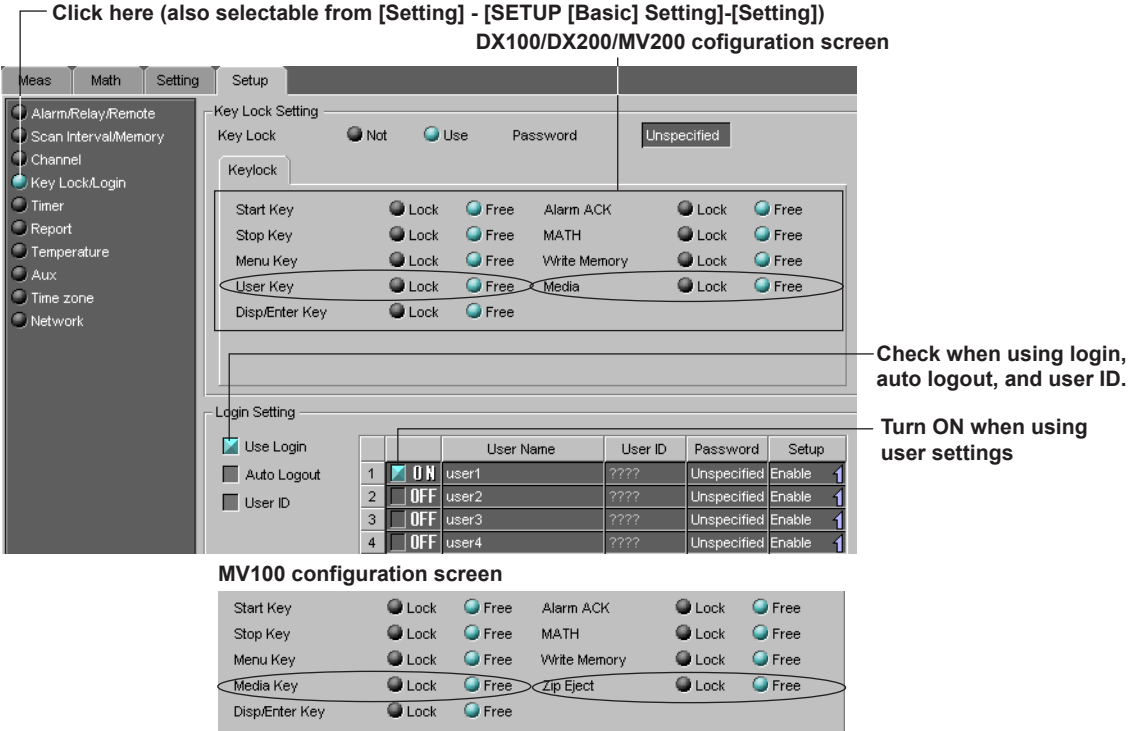 Click here (also selectable from [Setting] - [SETUP [Basic] Setting]-[Setting])
DX100/DX200/MV200 cofiguration screen
Meas Math Setting Setup
Alarm/Relay/Remote
Scan Interval/Memory
Channel
Key Lock/Login
Timer
Report
Temperature
Aux
Time zone
Network
Key Lock Setting
Key Lock Not Use Password Unspecified
Keylock
Start Key Lock Free Alarm ACK Lock Free
Stop Key Lock Free MATH Lock Free
Menu Key Lock Free Write Memory Lock Free
User Key Lock Free Media Lock Free
Disp/Enter Key Lock Free
Check when using login,
auto logout, and user ID.
Login Setting
Turn ON when using
user settings
Use Login
Auto Logout
User ID
User Name User ID Password Setup
1 ON user1 ???? Unspecified Enable
2 OFF user2 ???? Unspecified Enable
3 OFF user3 ???? Unspecified Enable
4 OFF user4 ???? Unspecified Enable
MV100 configuration screen
Start Key Lock Free Alarm ACK Lock Free
Stop Key Lock Free MATH Lock Free
Menu Key Lock Free Write Memory Lock Free
Media Key Lock Free Zip Eject Lock Free
Disp/Enter Key Lock Free